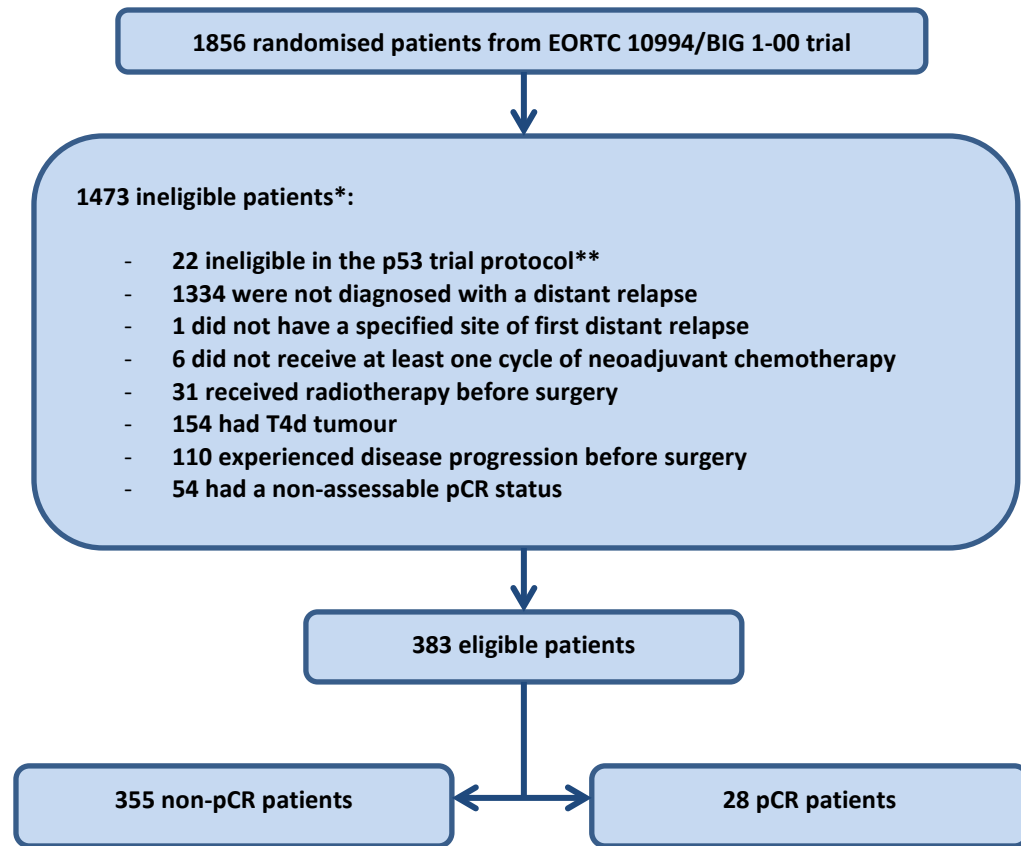 1856 randomised patients from EORTC 10994/BIG 1-00 trial
1473 ineligible patients*:
- 22 ineligible in the p53 trial protocol**
- 1334 were not diagnosed with a distant relapse
- 1 did not have a specified site of first distant relapse
- 6 did not receive at least one cycle of neoadjuvant chemotherapy
- 31 received radiotherapy before surgery
- 154 had T4d tumour
- 110 experienced disease progression before surgery
- 54 had a non-assessable pCR status
383 eligible patients
355 non-pCR patients
28 pCR patients